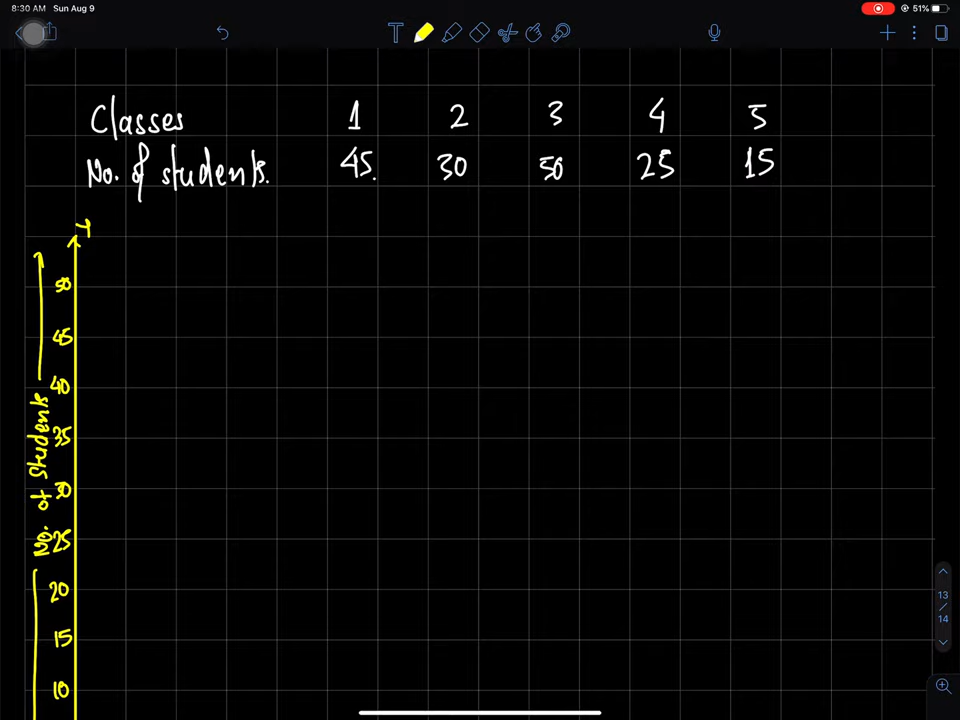 8:30 AM Sun Aug 9
51%
Classes 1 2 3 4 5
No. of students. 45. 30 50 25 15
Y
50
45
40
35
30
25
20
15
10
No. of students
13
/
14